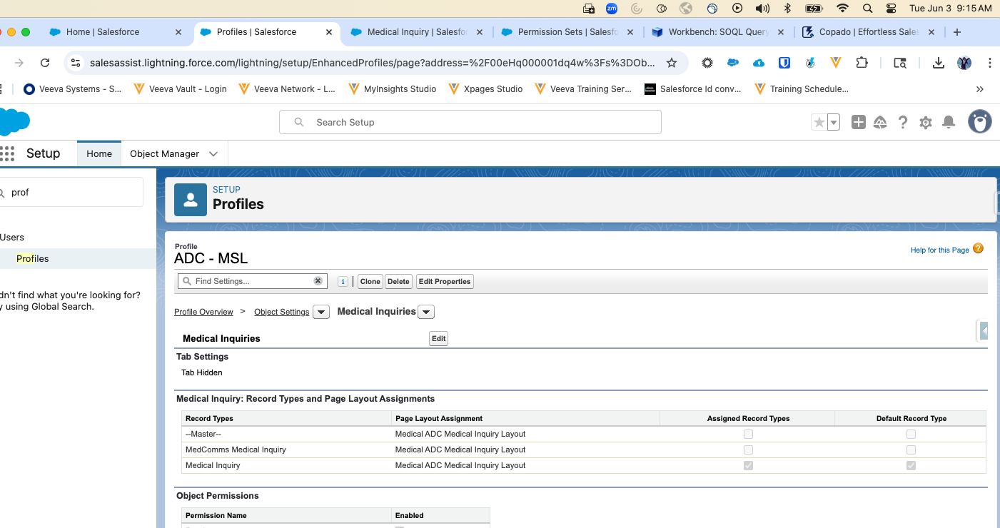 zm
Tue Jun 3 9:15 AM
Home | Salesforce
Profiles | Salesforce
Medical Inquiry | Salesfo
Permission Sets | Salesfo
Workbench: SOQL Query
Copado | Effortless Sales
salesassist.lightning.force.com/lightning/setup/EnhancedProfiles/page?address=%2F00eHq000001dq4w%3Fs%3DOb...
Veeva Systems - S...
Veeva Vault - Login
Veeva Network - L...
MyInsights Studio
Xpages Studio
Veeva Training Ser...
Salesforce Id conv...
Training Schedule...
Search Setup
Setup
Home
Object Manager
prof
Users
Profiles
dn't find what you're looking for?
y using Global Search.
SETUP
Profiles
Profile
ADC - MSL
Help for this Page
Find Settings...
Clone
Delete
Edit Properties
Profile Overview > Object Settings Medical Inquiries
Medical Inquiries
Edit
Tab Settings
Tab Hidden
Medical Inquiry: Record Types and Page Layout Assignments
Record Types Page Layout Assignment Assigned Record Types Default Record Type
--Master-- Medical ADC Medical Inquiry Layout
MedComms Medical Inquiry Medical ADC Medical Inquiry Layout
Medical Inquiry Medical ADC Medical Inquiry Layout
Object Permissions
Permission Name Enabled